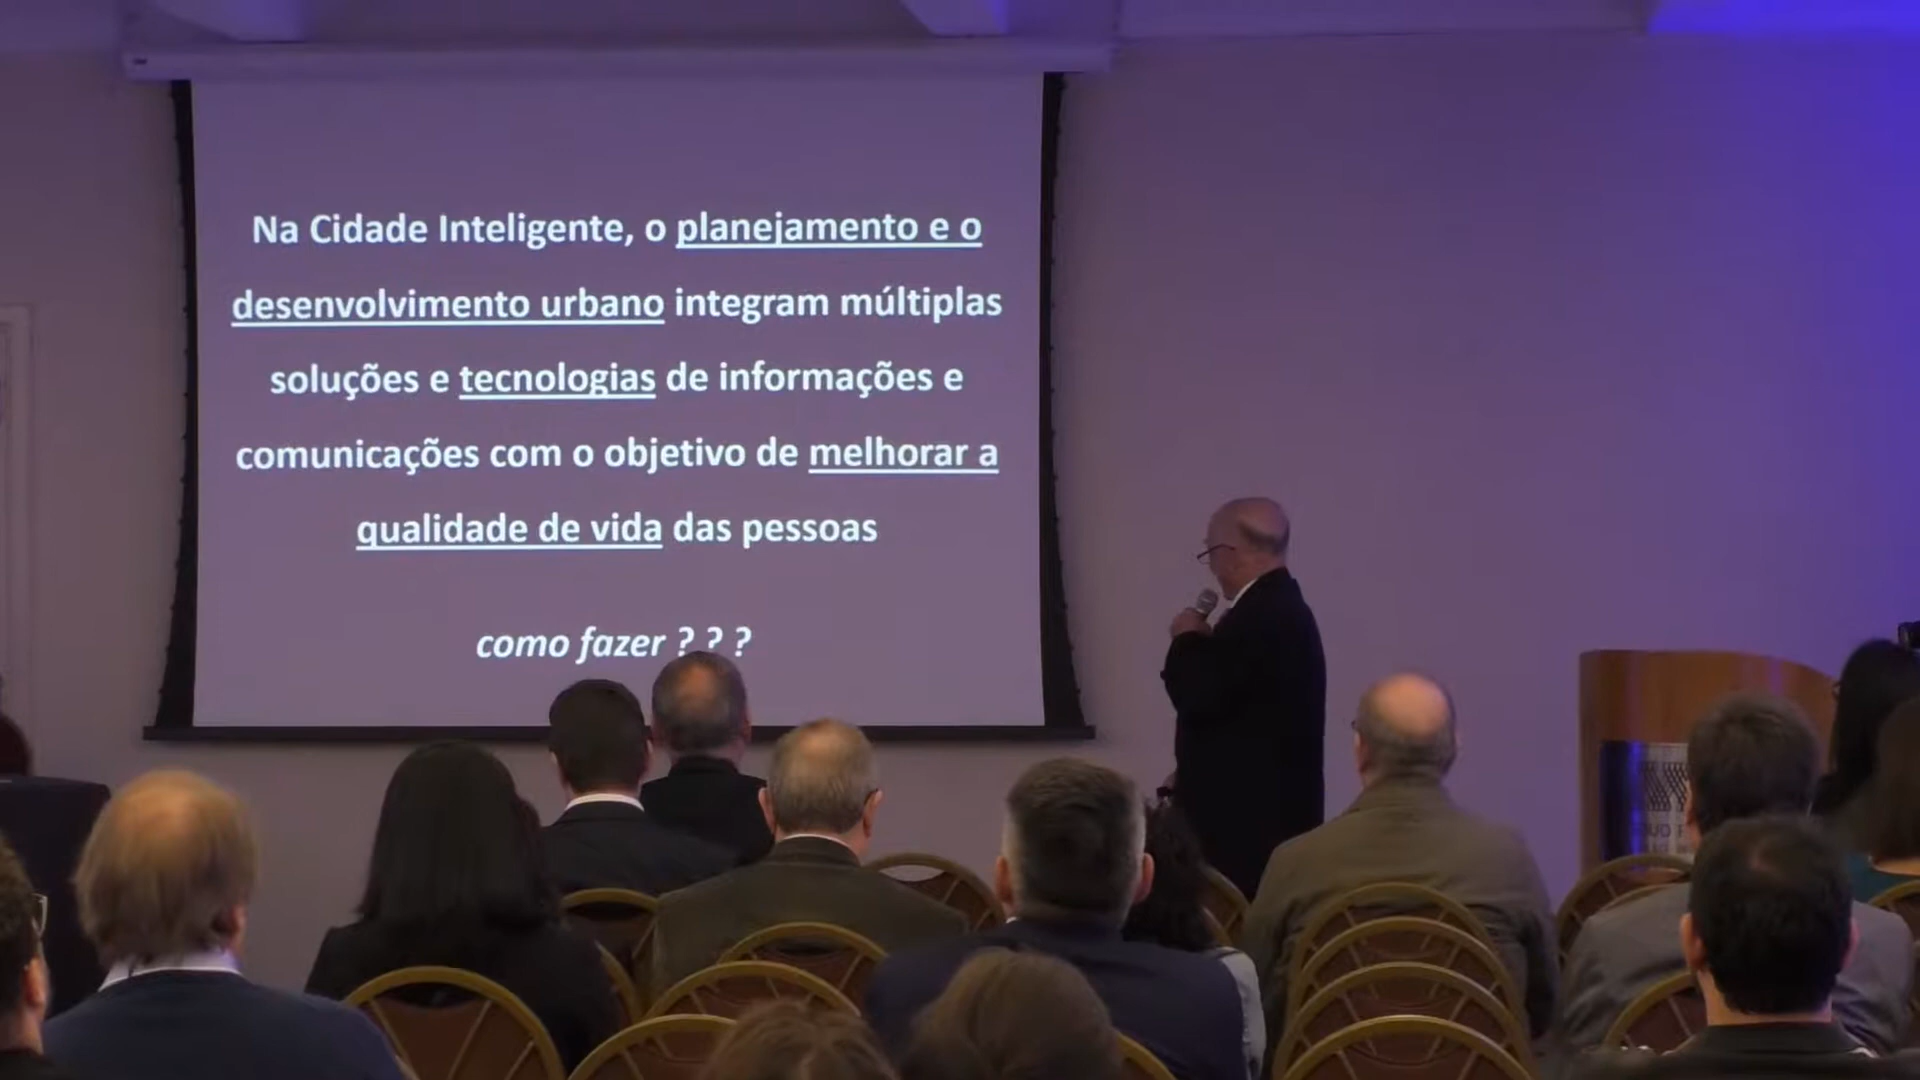 Na Cidade Inteligente, o planejamento e o
desenvolvimento urbano integram múltiplas
soluções e tecnologias de informações e
comunicações com o objetivo de melhorar a
qualidade de vida das pessoas
como fazer ? ? ?